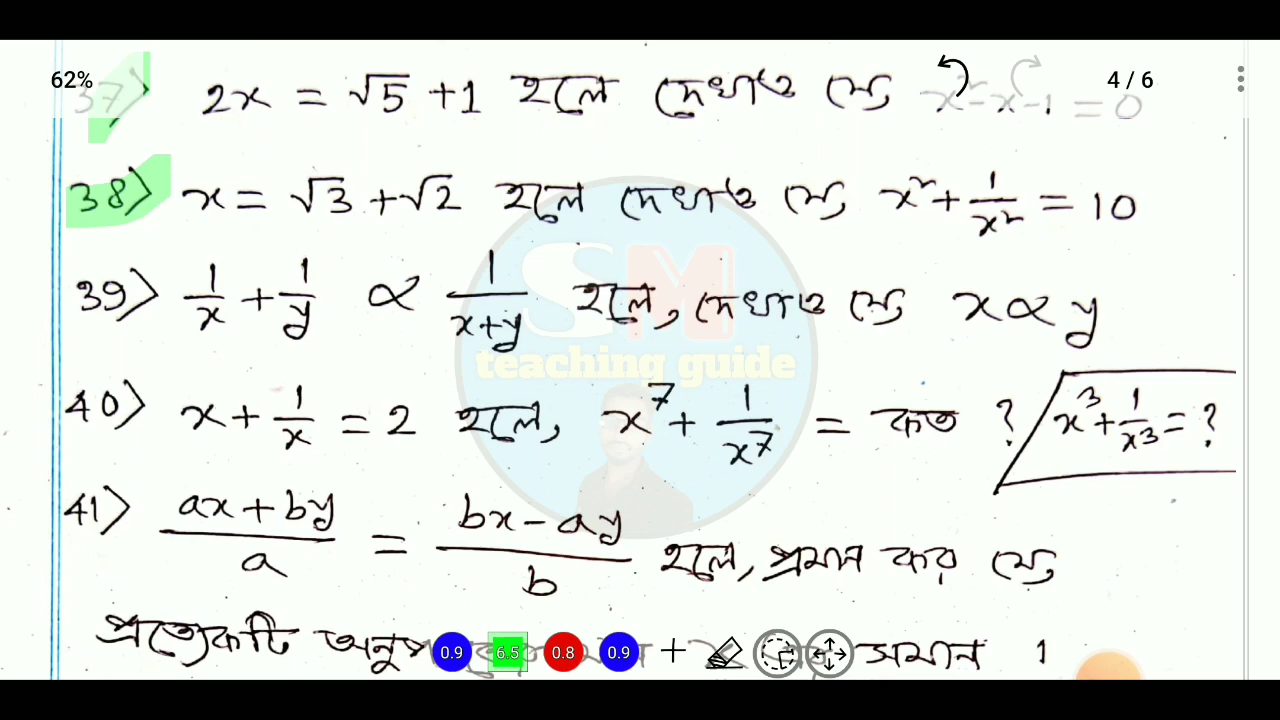 62%
4 / 6
37) 2x = √5 + 1 হলে দেখাও যে x² - x - 1 = 0
38) x = √3 + √2 হলে দেখাও যে x² + 1/x² = 10
39) 1/x + 1/y ∝ 1/(x+y) হলে, দেখাও যে x ∝ y
40) x + 1/x = 2 হলে, x⁷ + 1/x⁷ = কত ? x³ + 1/x³ = ?
41) (ax + by)/a = (bx - ay)/b হলে, প্রমান কর যে
প্রত্যেকটি সমান ।
SM
teaching guide
0.9 6.5 0.8 0.9